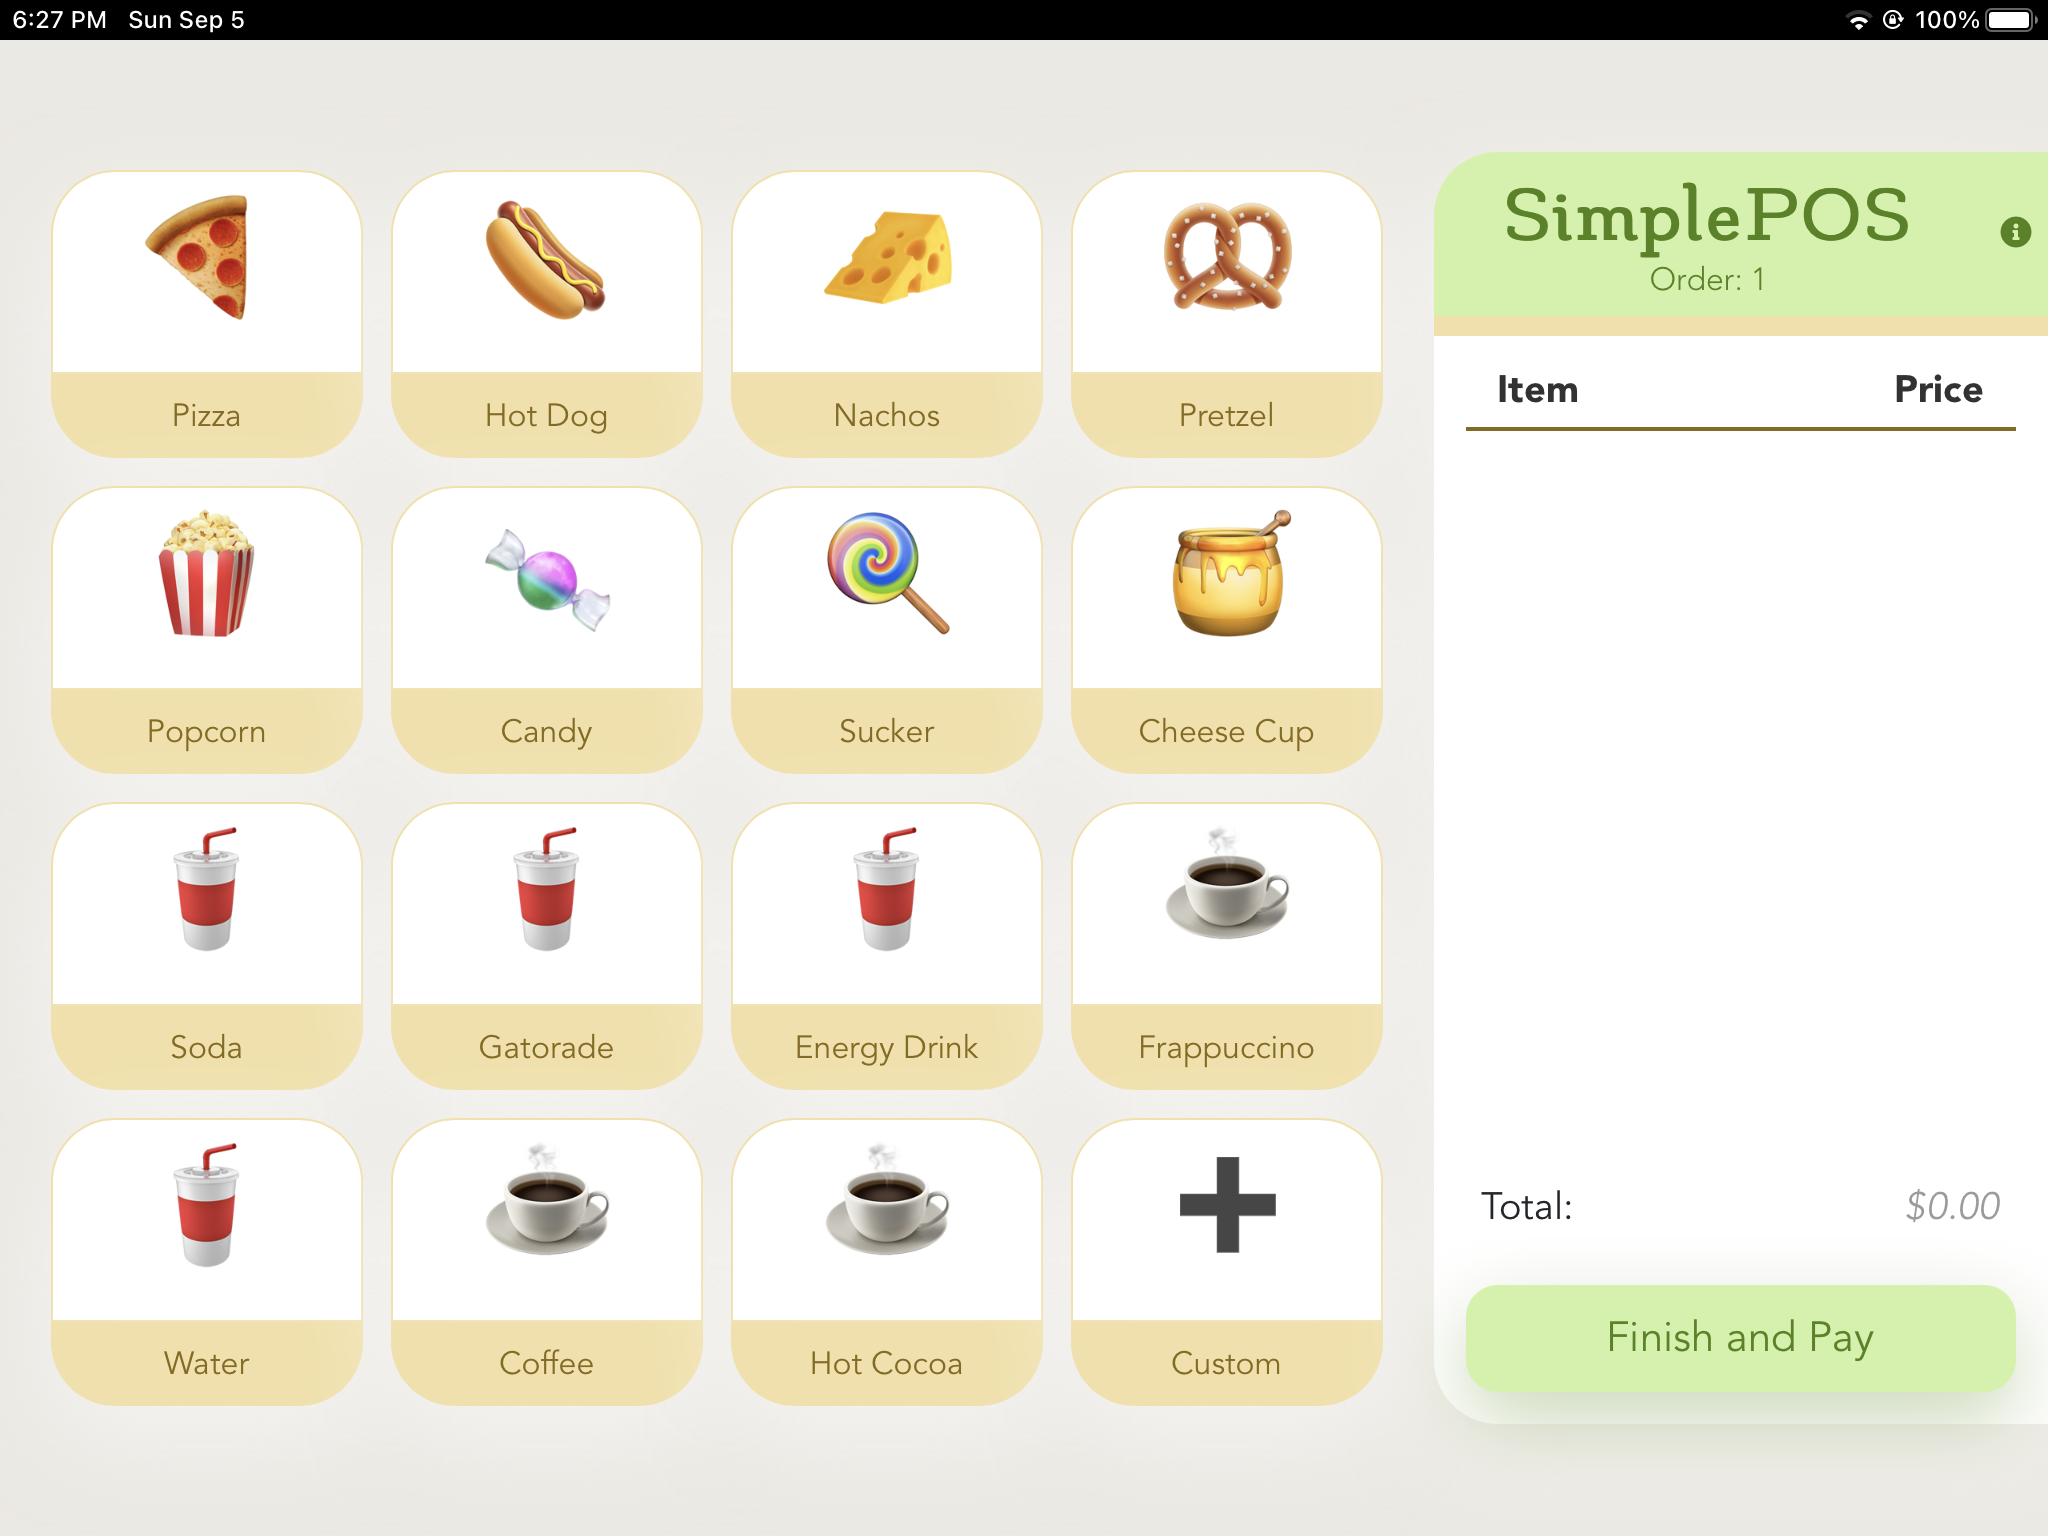 6:27 PM Sun Sep 5 100%
SimplePOS
Order: 1
Item Price
Pizza Hot Dog Nachos Pretzel
Popcorn Candy Sucker Cheese Cup
Soda Gatorade Energy Drink Frappuccino
Water Coffee Hot Cocoa Custom
Total: $0.00
Finish and Pay